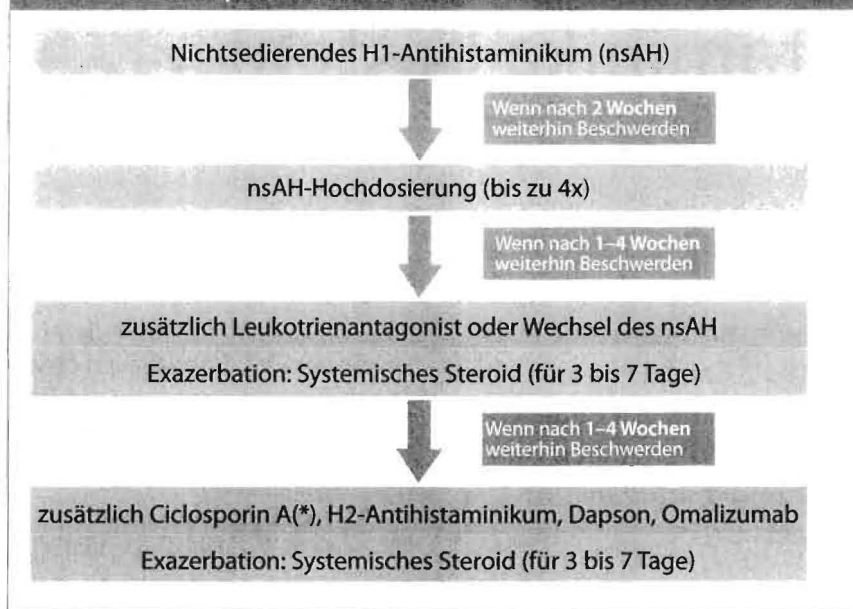 Nichtsedierendes H1-Antihistaminikum (nsAH)
Wenn nach 2 Wochen
weiterhin Beschwerden
nsAH-Hochdosierung (bis zu 4x)
Wenn nach 1–4 Wochen
weiterhin Beschwerden
zusätzlich Leukotrienantagonist oder Wechsel des nsAH
Exazerbation: Systemisches Steroid (für 3 bis 7 Tage)
Wenn nach 1–4 Wochen
weiterhin Beschwerden
zusätzlich Ciclosporin A(*), H2-Antihistaminikum, Dapson, Omalizumab
Exazerbation: Systemisches Steroid (für 3 bis 7 Tage)